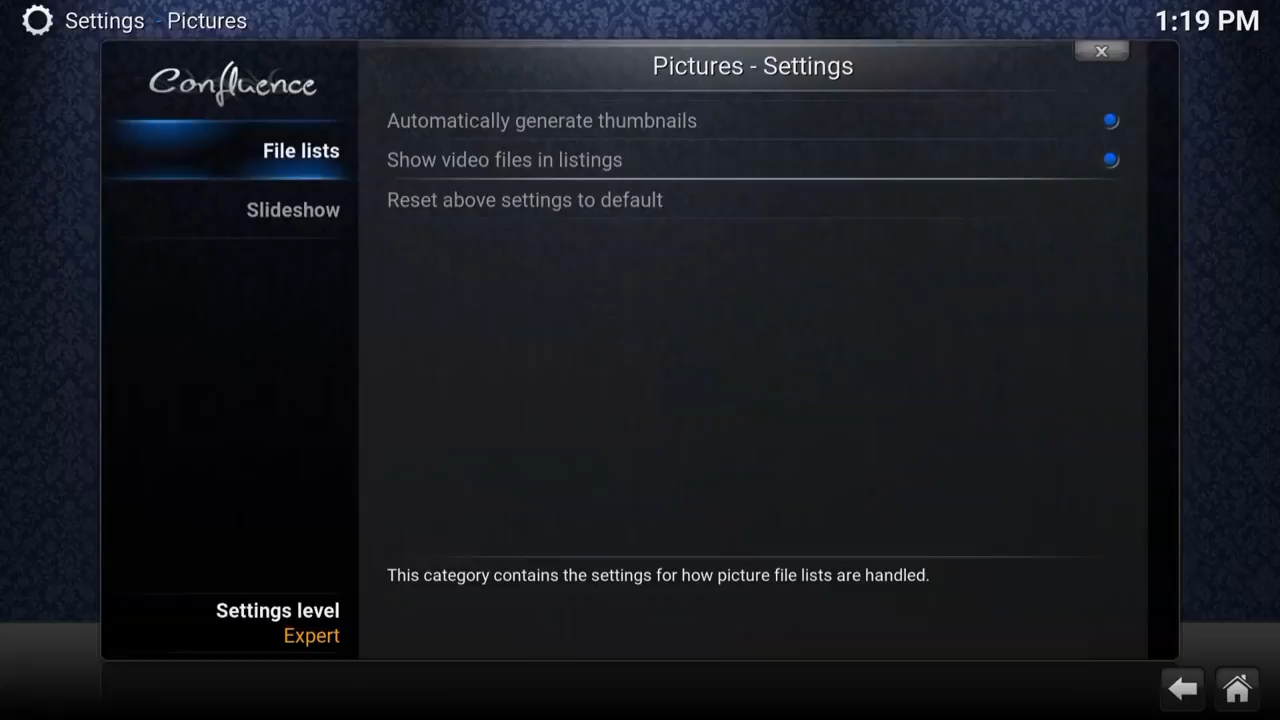 Settings - Pictures
1:19 PM
Confluence
Pictures - Settings
File lists
Slideshow
Automatically generate thumbnails
Show video files in listings
Reset above settings to default
This category contains the settings for how picture file lists are handled.
Settings level
Expert